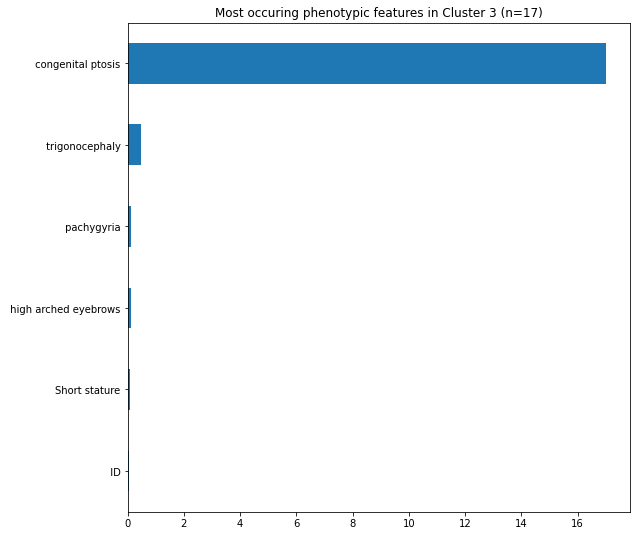 Most occuring phenotypic features in Cluster 3 (n=17)
congenital ptosis
trigonocephaly
pachygyria
high arched eyebrows
Short stature
ID
0 2 4 6 8 10 12 14 16